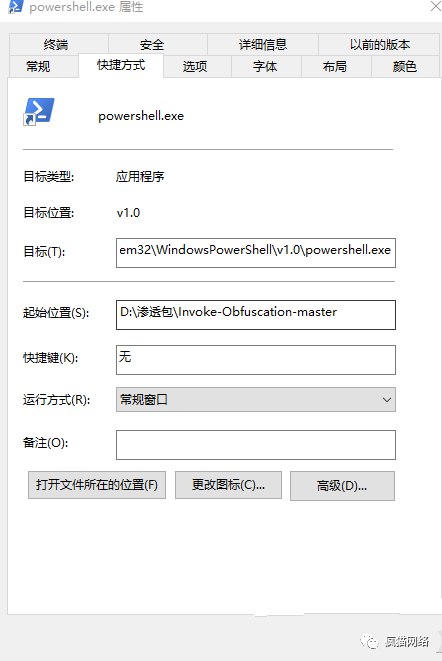 powershell.exe 属性
终端 安全 详细信息 以前的版本
常规 快捷方式 选项 字体 布局 颜色
powershell.exe
目标类型: 应用程序
目标位置: v1.0
目标(T): em32\WindowsPowerShell\v1.0\powershell.exe
起始位置(S): D:\渗透包\Invoke-Obfuscation-master
快捷键(K): 无
运行方式(R): 常规窗口
备注(O):
打开文件所在的位置(F) 更改图标(C)... 高级(D)...
疯猫网络